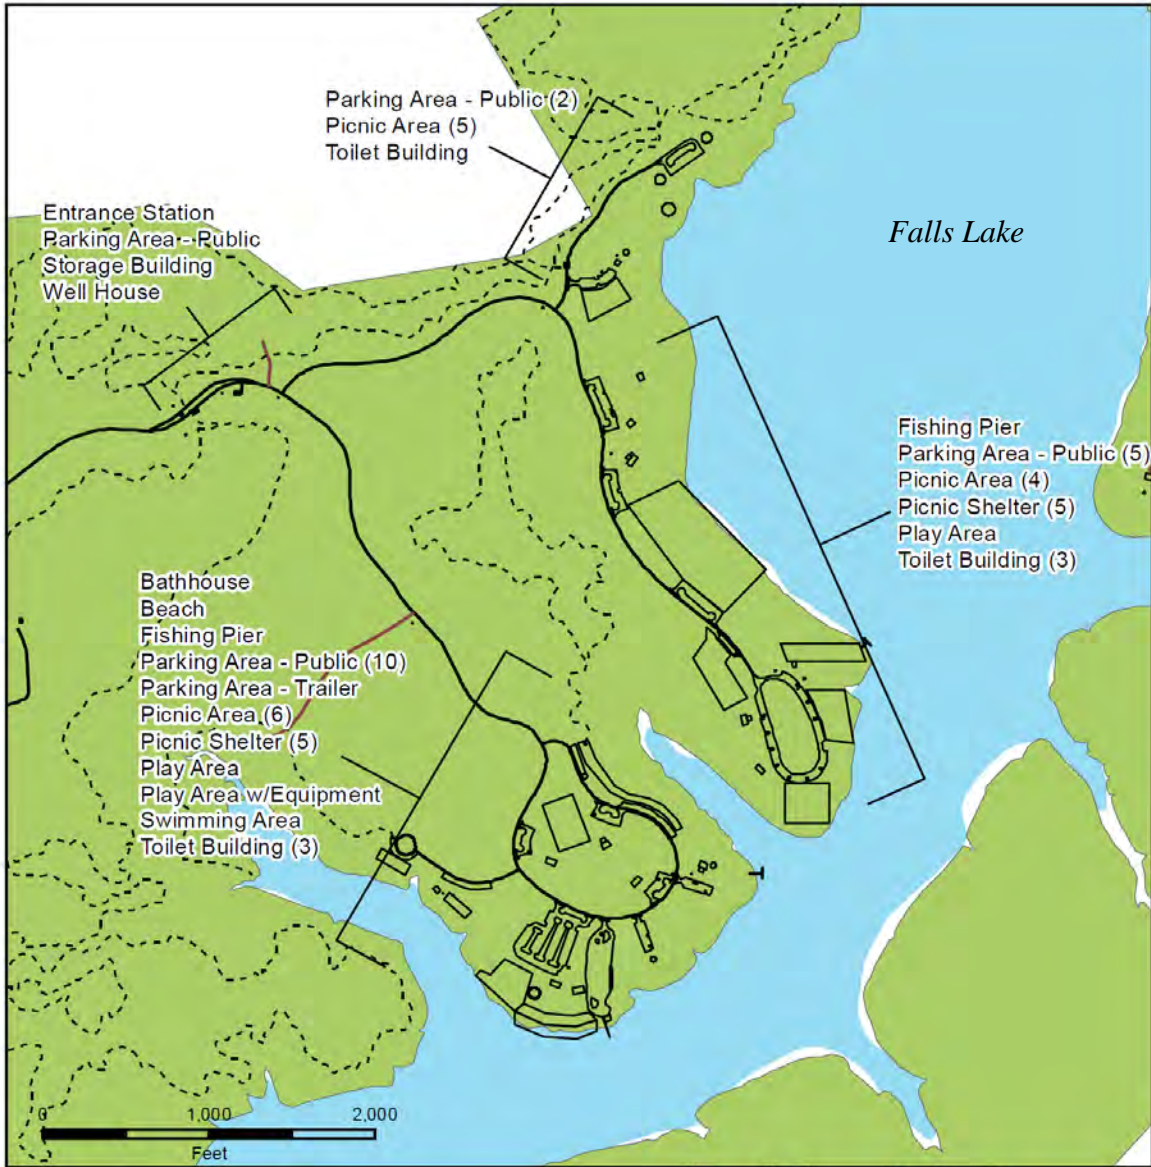 Parking Area - Public (2)
Picnic Area (5)
Toilet Building
Entrance Station
Parking Area - Public
Storage Building
Well House
Falls Lake
Fishing Pier
Parking Area - Public (5)
Picnic Area (4)
Picnic Shelter (5)
Play Area
Toilet Building (3)
Bathhouse
Beach
Fishing Pier
Parking Area - Public (10)
Parking Area - Trailer
Picnic Area (6)
Picnic Shelter (5)
Play Area
Play Area w/Equipment
Swimming Area
Toilet Building (3)
0 1,000 2,000
Feet